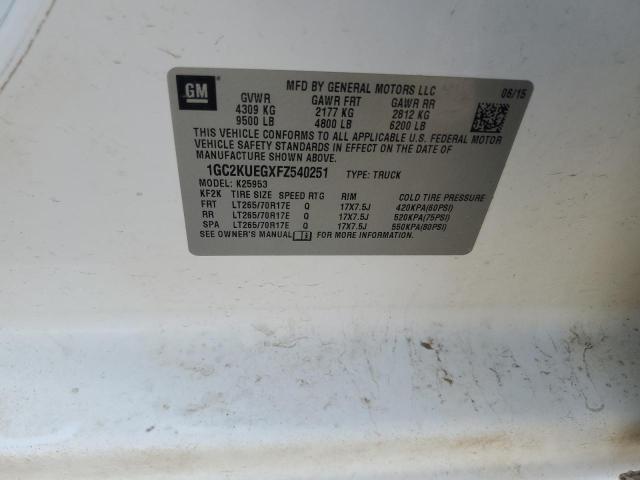 GM
MFD BY GENERAL MOTORS LLC 06/15
GVWR GAWR FRT GAWR RR
4309 KG 2177 KG 2812 KG
9500 LB 4800 LB 6200 LB
THIS VEHICLE CONFORMS TO ALL APPLICABLE U.S. FEDERAL MOTOR
VEHICLE SAFETY STANDARDS IN EFFECT ON THE DATE OF
MANUFACTURE SHOWN ABOVE.
1GC2KUEGXFZ540251 TYPE: TRUCK
MODEL: K25953
KF2K TIRE SIZE SPEED RTG RIM COLD TIRE PRESSURE
FRT LT265/70R17E Q 17X7.5J 420KPA(60PSI)
RR LT265/70R17E Q 17X7.5J 520KPA(75PSI)
SPA LT265/70R17E Q 17X7.5J 550KPA(80PSI)
SEE OWNER'S MANUAL FOR MORE INFORMATION.